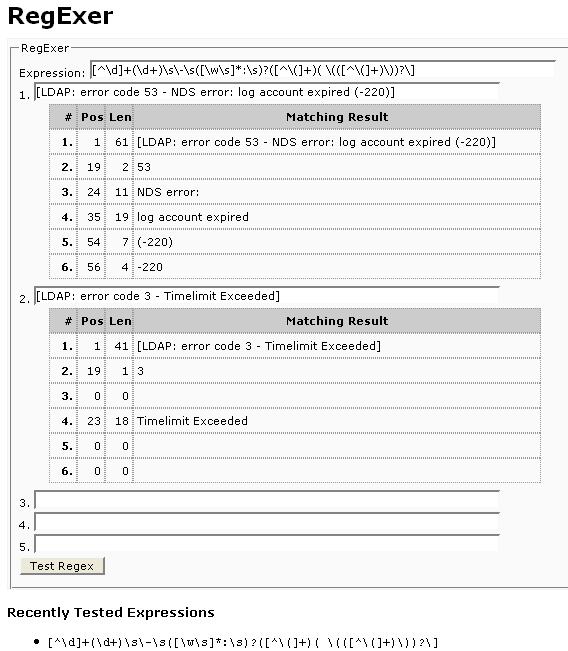 RegExer
RegExer
Expression: [^\d]+(\d+)\s\-\s([\w\s]*:\s)?([^\(]+)( \(([^\(]+)\))?\]
1. [LDAP: error code 53 - NDS error: log account expired (-220)]
# Pos Len Matching Result
1. 1 61 [LDAP: error code 53 - NDS error: log account expired (-220)]
2. 19 2 53
3. 24 11 NDS error:
4. 35 19 log account expired
5. 54 7 (-220)
6. 56 4 -220
2. [LDAP: error code 3 - Timelimit Exceeded]
# Pos Len Matching Result
1. 1 41 [LDAP: error code 3 - Timelimit Exceeded]
2. 19 1 3
3. 0 0
4. 23 18 Timelimit Exceeded
5. 0 0
6. 0 0
3.
4.
5.
Test Regex
Recently Tested Expressions
• [^\d]+(\d+)\s\-\s([\w\s]*:\s)?([^\(]+)( \(([^\(]+)\))?\]